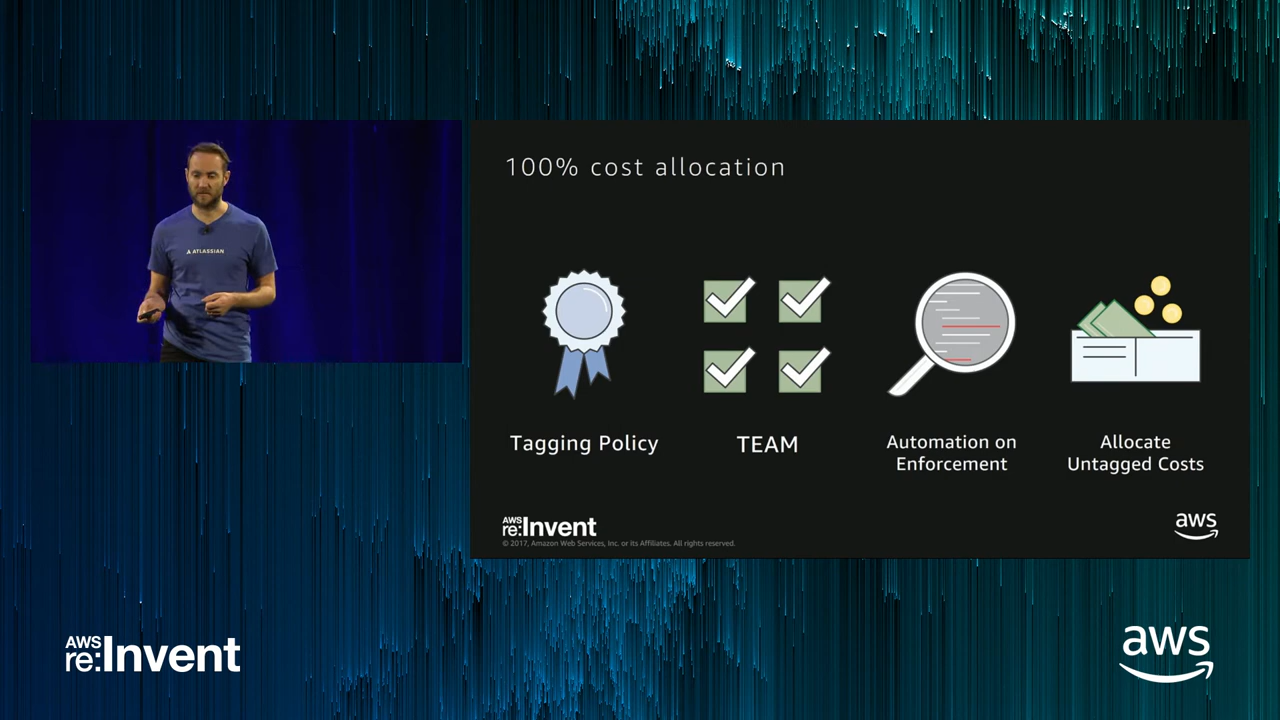 100% cost allocation
ATLASSIAN
Tagging Policy
TEAM
Automation on
Enforcement
Allocate
Untagged Costs
AWS
re:Invent
© 2017, Amazon Web Services, Inc. or its Affiliates. All rights reserved.
aws
AWS
re:Invent
aws